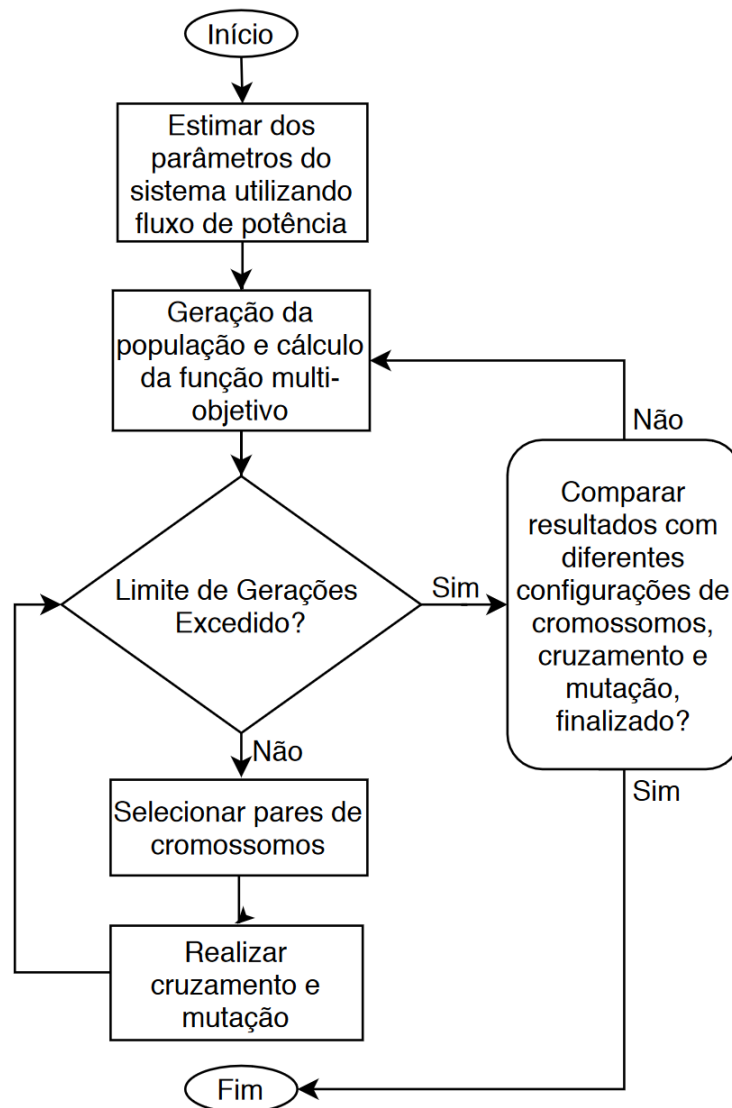 Início
Estimar dos
parâmetros do
sistema utilizando
fluxo de potência
Geração da
população e cálculo
da função multi-
objetivo
Limite de Gerações
Excedido?
Sim
Não
Selecionar pares de
cromossomos
Realizar
cruzamento e
mutação
Não
Comparar
resultados com
diferentes
configurações de
cromossomos,
cruzamento e
mutação,
finalizado?
Sim
Fim